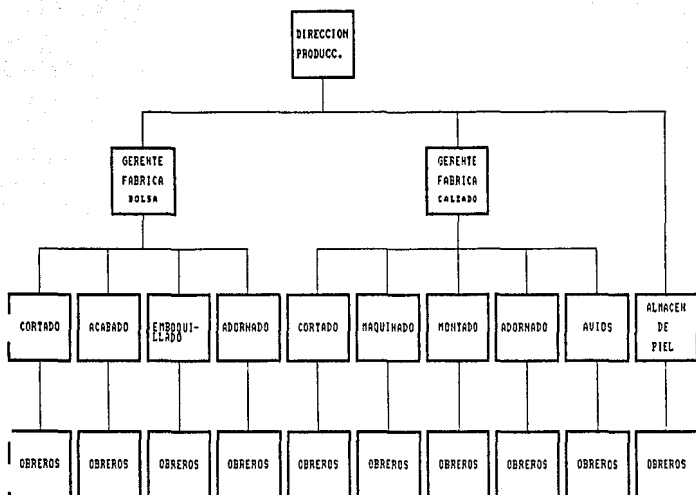 DIRECCION
PRODUCC.
GERENTE
FABRICA
BOLSA
GERENTE
FABRICA
CALZADO
CORTADO
ACABADO
EMBOQUI-
LLADO
ADORNADO
CORTADO
MAQUINADO
MONTADO
ADORNADO
AVIOS
ALMACEN
DE
PIEL
OBREROS
OBREROS
OBREROS
OBREROS
OBREROS
OBREROS
OBREROS
OBREROS
OBREROS
OBREROS